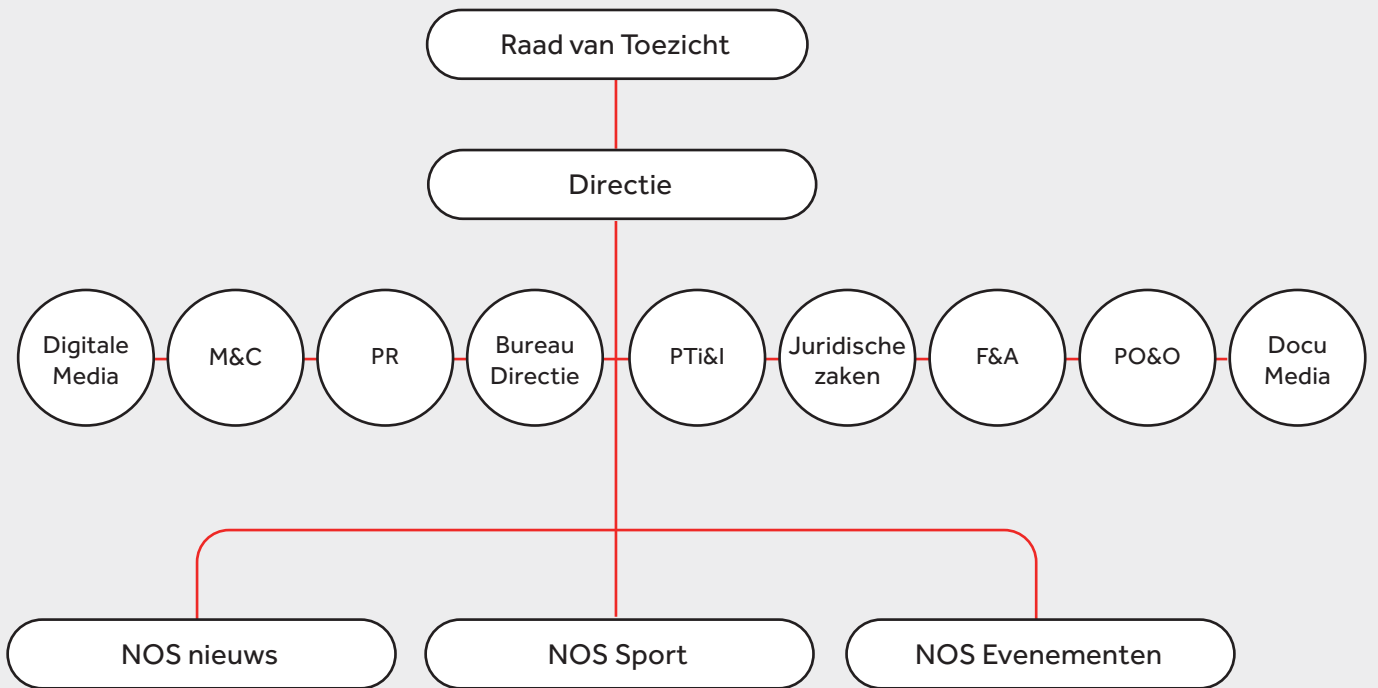 Raad van Toezicht
Directie
Digitale
Media
M&C
PR
Bureau
Directie
PTi&I
Juridische
zaken
F&A
PO&O
Docu
Media
NOS nieuws
NOS Sport
NOS Evenementen